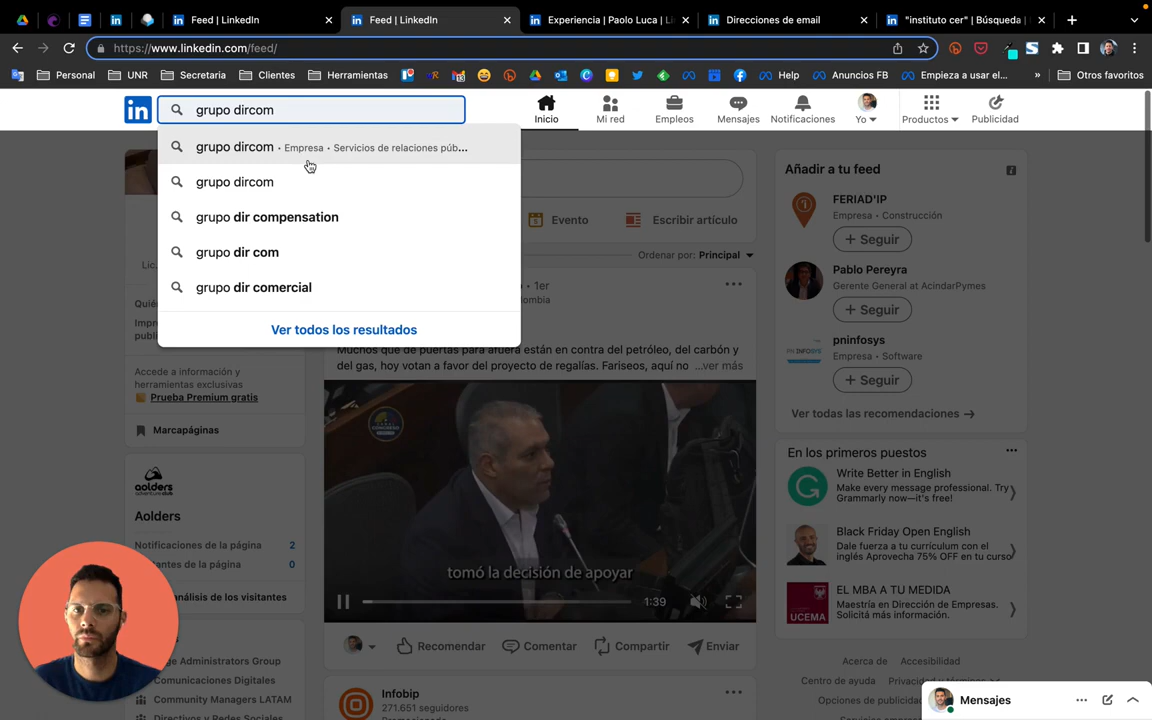 Feed | LinkedIn
Feed | LinkedIn
Experiencia | Paolo Luca | Li
Direcciones de email
"instituto cer" | Búsqueda |
https://www.linkedin.com/feed/
Personal
UNR
Secretaria
Clientes
Herramientas
Help
Anuncios FB
Empieza a usar el...
»
Otros favoritos
in
grupo dircom
Inicio
Mi red
Empleos
Mensajes
Notificaciones
Yo
Productos
Publicidad
grupo dircom • Empresa • Servicios de relaciones púb...
grupo dircom
grupo dir compensation
grupo dir com
grupo dir comercial
Ver todos los resultados
Evento
Escribir artículo
Ordenar por: Principal
• 1er
Muchos que de puertas para afuera están en contra del petróleo, del carbón y
del gas, hoy votan a favor del proyecto de regalías. Fariseos, aquí no ...ver más
tomó la decisión de apoyar
1:39
Recomendar
Comentar
Compartir
Enviar
Infobip
271.651 seguidores
Accede a información y
herramientas exclusivas
Prueba Premium gratis
Marcapáginas
aolders
Aolders
Notificaciones de la página 2
0
análisis de los visitantes
Administrators Group
Community Managers LATAM
Añadir a tu feed
FERIAD'IP
Empresa • Construcción
+ Seguir
Pablo Pereyra
Gerente General at AcindarPymes
+ Seguir
pninfosys
Empresa • Software
+ Seguir
Ver todas las recomendaciones →
En los primeros puestos
Write Better in English
Make every message professional. Try
Grammarly now—it's free!
Black Friday Open English
Dale fuerza a tu curriculum con el
inglés Aprovecha 75% OFF en tu curso
EL MBA A TU MEDIDA
Maestría en Dirección de Empresas.
Solicitá más información.
UCEMA
Acerca de
Accesibilidad
Centro de ayuda
Privacidad y términos
Opciones de publicidad
Mensajes